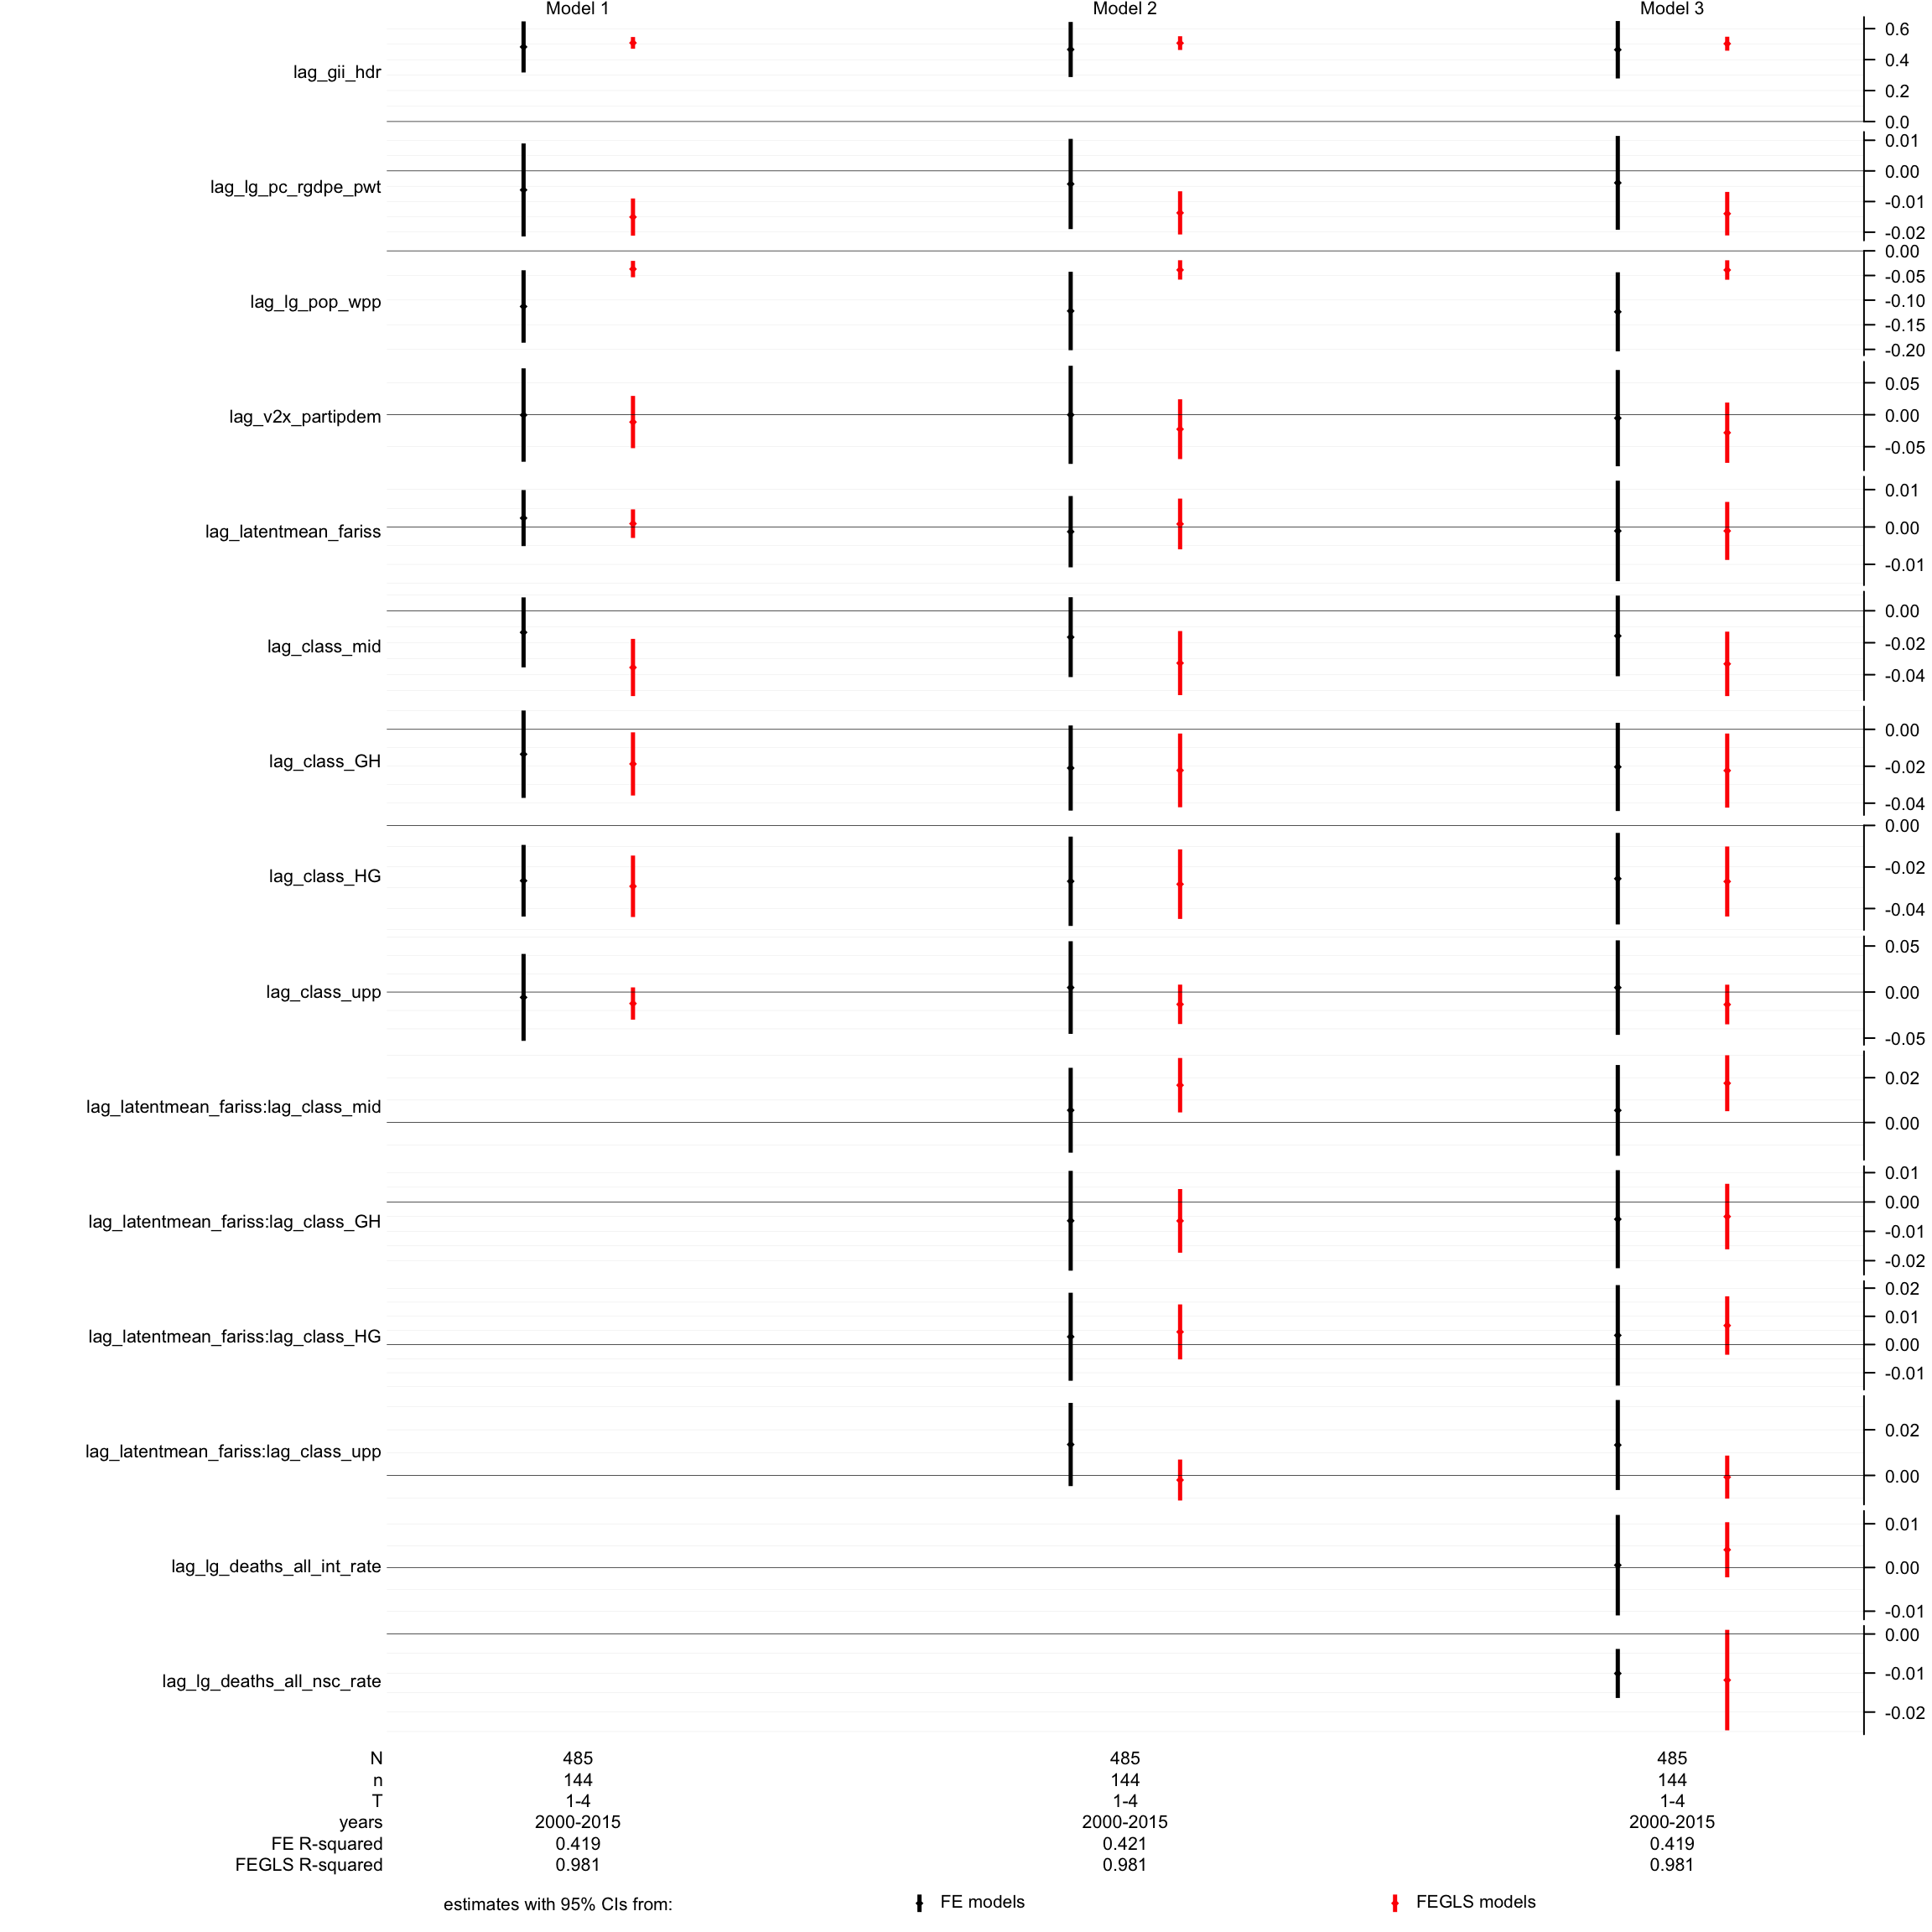 Model 1 Model 2 Model 3
lag_gii_hdr
0.6
0.4
0.2
0.0
lag_lg_pc_rgdpe_pwt
0.01
0.00
-0.01
-0.02
lag_lg_pop_wpp
0.00
-0.05
-0.10
-0.15
-0.20
lag_v2x_partipdem
0.05
0.00
-0.05
lag_latentmean_fariss
0.01
0.00
-0.01
lag_class_mid
0.00
-0.02
-0.04
lag_class_GH
0.00
-0.02
-0.04
lag_class_HG
0.00
-0.02
-0.04
lag_class_upp
0.05
0.00
-0.05
lag_latentmean_fariss:lag_class_mid
0.02
0.00
lag_latentmean_fariss:lag_class_GH
0.01
0.00
-0.01
-0.02
lag_latentmean_fariss:lag_class_HG
0.02
0.01
0.00
-0.01
lag_latentmean_fariss:lag_class_upp
0.02
0.00
lag_lg_deaths_all_int_rate
0.01
0.00
-0.01
lag_lg_deaths_all_nsc_rate
0.00
-0.01
-0.02
N 485 485 485
n 144 144 144
T 1-4 1-4 1-4
years 2000-2015 2000-2015 2000-2015
FE R-squared 0.419 0.421 0.419
FEGLS R-squared 0.981 0.981 0.981
estimates with 95% CIs from: FE models FEGLS models